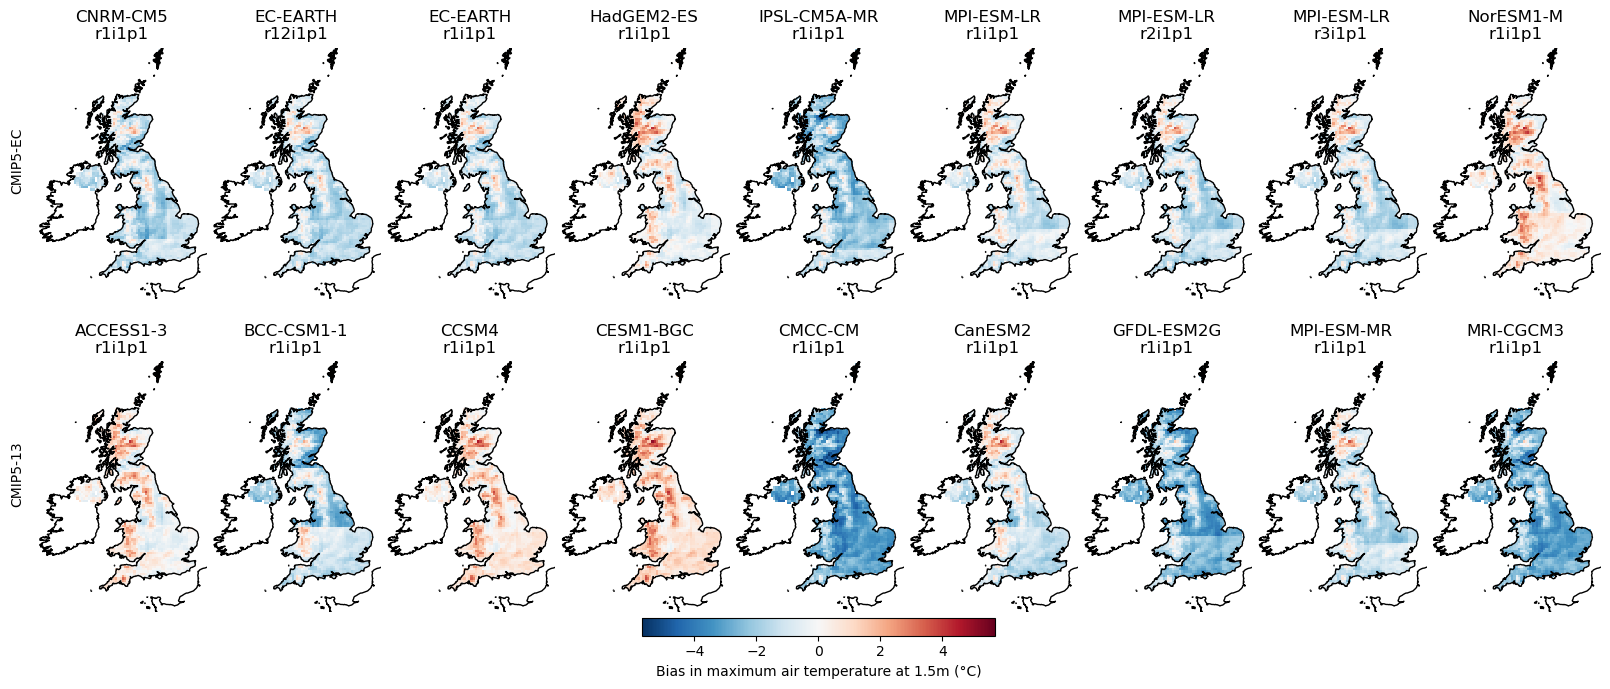 CNRM-CM5 EC-EARTH EC-EARTH HadGEM2-ES IPSL-CM5A-MR MPI-ESM-LR MPI-ESM-LR MPI-ESM-LR NorESM1-M
r1i1p1 r12i1p1 r1i1p1 r1i1p1 r1i1p1 r1i1p1 r2i1p1 r3i1p1 r1i1p1
CMIP5-EC
ACCESS1-3 BCC-CSM1-1 CCSM4 CESM1-BGC CMCC-CM CanESM2 GFDL-ESM2G MPI-ESM-MR MRI-CGCM3
r1i1p1 r1i1p1 r1i1p1 r1i1p1 r1i1p1 r1i1p1 r1i1p1 r1i1p1 r1i1p1
CMIP5-13
−4 −2 0 2 4
Bias in maximum air temperature at 1.5m (°C)